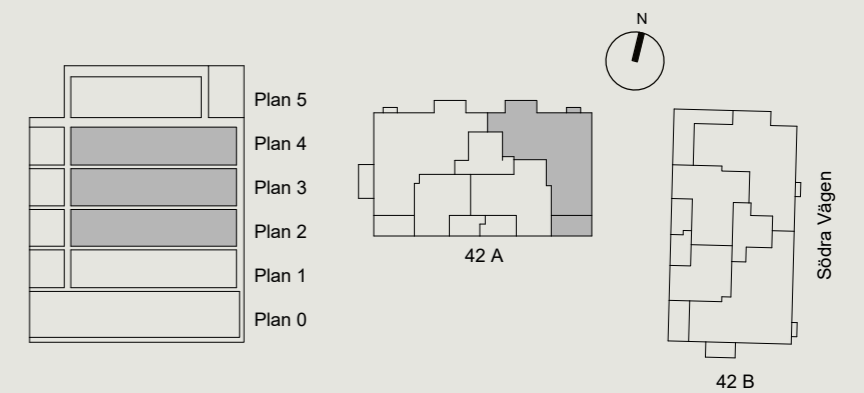 N
Plan 5
Plan 4
Plan 3
Plan 2
Plan 1
Plan 0
42 A
Södra Vägen
42 B